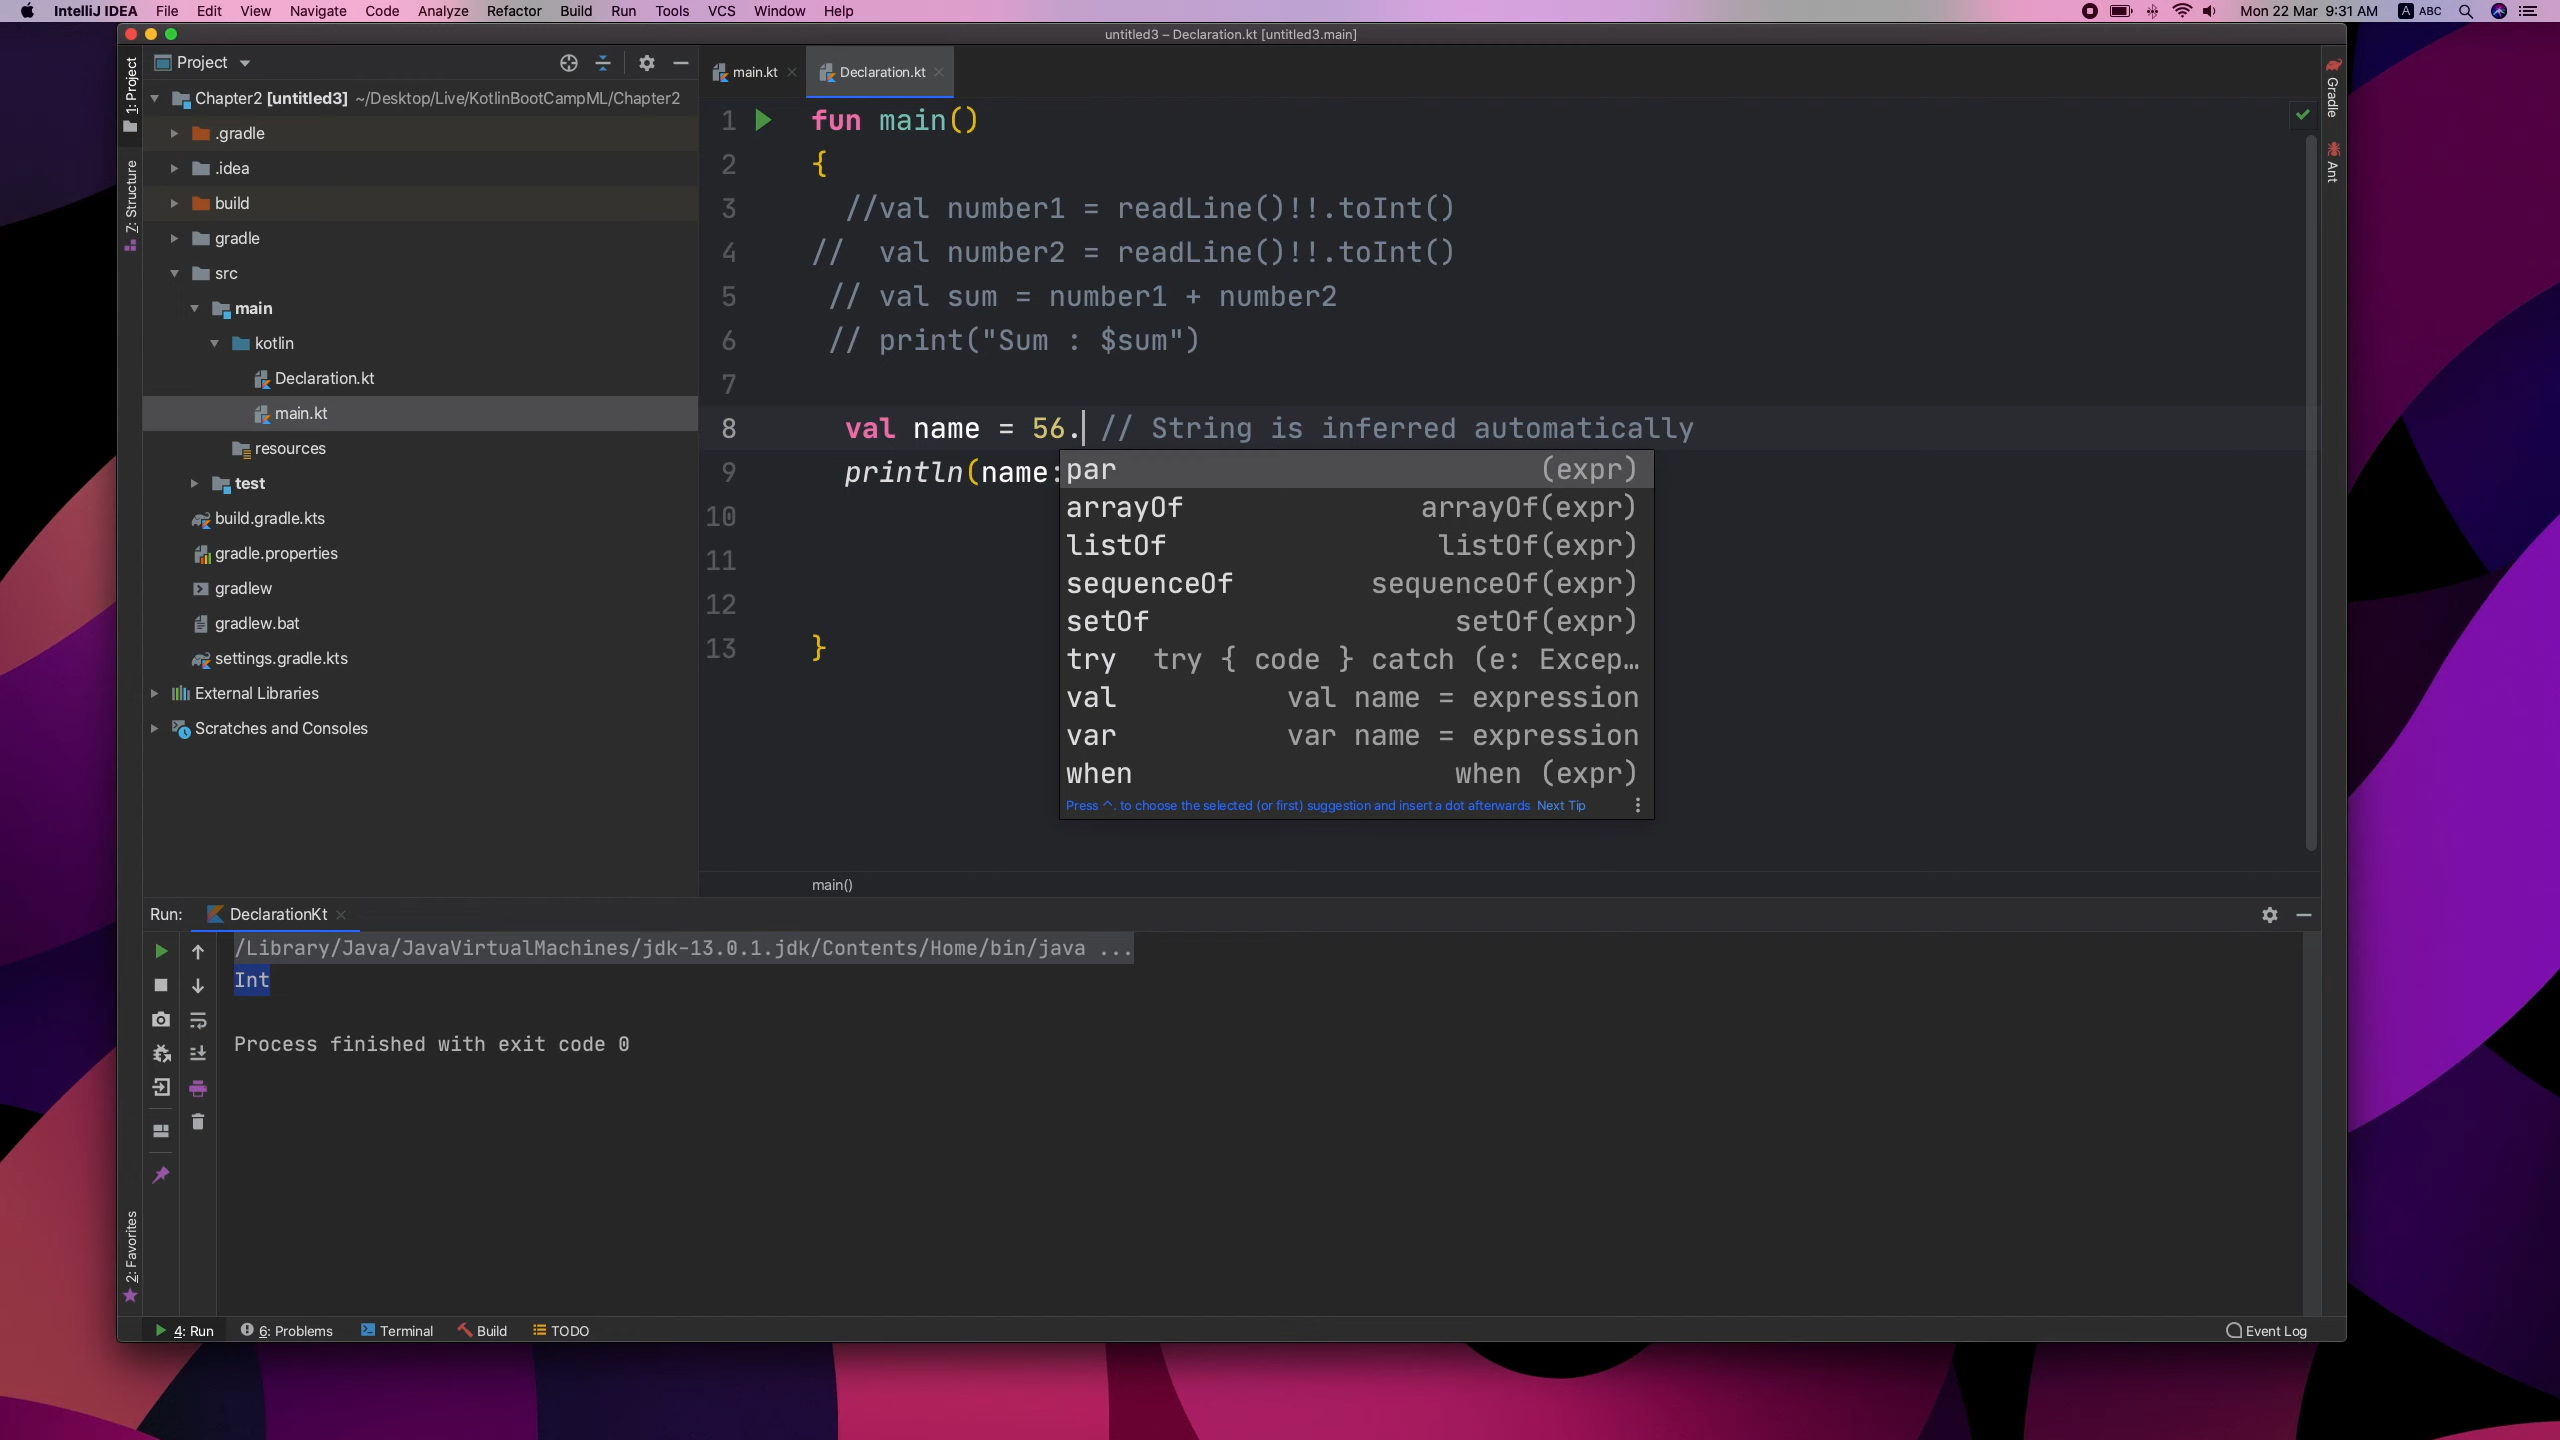 IntelliJ IDEA File Edit View Navigate Code Analyze Refactor Build Run Tools VCS Window Help Mon 22 Mar 9:31 AM A ABC
untitled3 – Declaration.kt [untitled3.main]
1: Project
7: Structure
2: Favorites
Project
Chapter2 [untitled3] ~/Desktop/Live/KotlinBootCampML/Chapter2
.gradle
.idea
build
gradle
src
main
kotlin
Declaration.kt
main.kt
resources
test
build.gradle.kts
gradle.properties
gradlew
gradlew.bat
settings.gradle.kts
External Libraries
Scratches and Consoles
main.kt Declaration.kt
1 fun main()
2 {
3 //val number1 = readLine()!!.toInt()
4 //  val number2 = readLine()!!.toInt()
5 // val sum = number1 + number2
6 // print("Sum : $sum")
7
8 val name = 56. // String is inferred automatically
9 println(name:
10
11
12
13 }
par (expr)
arrayOf arrayOf(expr)
listOf listOf(expr)
sequenceOf sequenceOf(expr)
setOf setOf(expr)
try try { code } catch (e: Excep…
val val name = expression
var var name = expression
when when (expr)
Press ^. to choose the selected (or first) suggestion and insert a dot afterwards Next Tip
main()
Gradle
Ant
Run: DeclarationKt
/Library/Java/JavaVirtualMachines/jdk-13.0.1.jdk/Contents/Home/bin/java ...
Int
Process finished with exit code 0
4: Run 6: Problems Terminal Build TODO Event Log